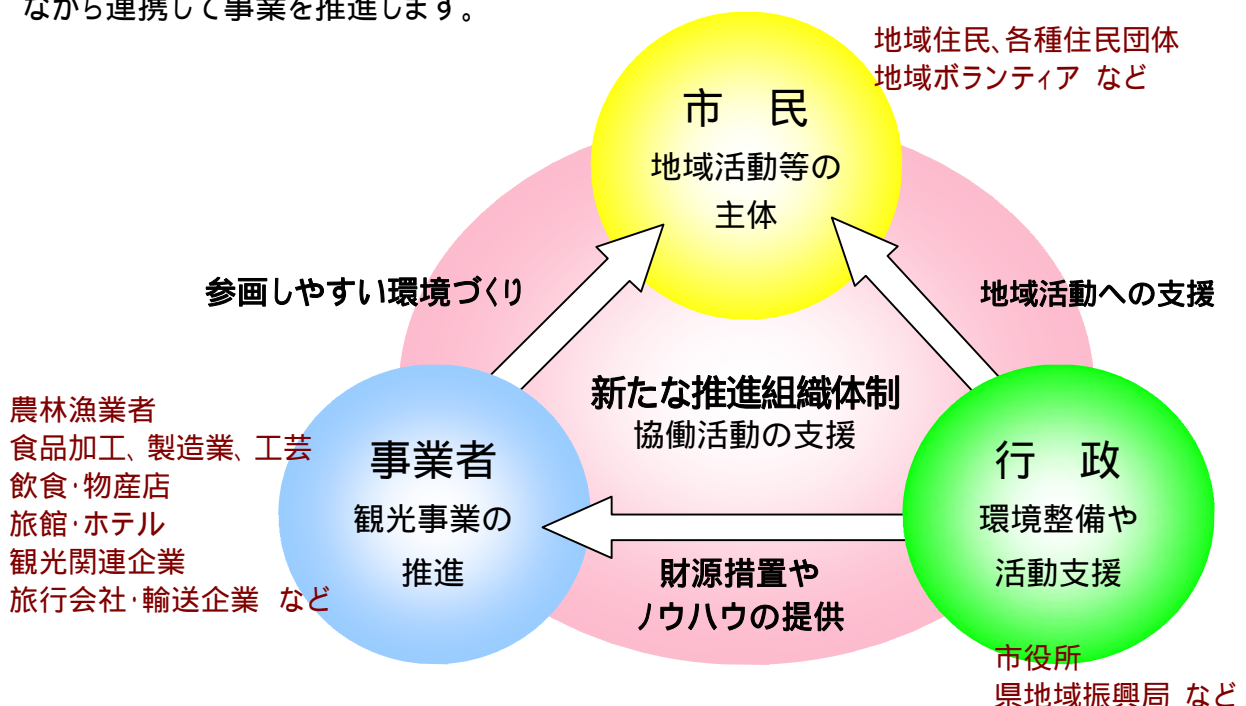 ながら連携して事業を推進します。
地域住民、各種住民団体
地域ボランティア など
市 民
地域活動等の
主体
参画しやすい環境づくり
地域活動への支援
新たな推進組織体制
協働活動の支援
農林漁業者
食品加工、製造業、工芸
飲食・物産店
旅館・ホテル
観光関連企業
旅行会社・輸送企業 など
事業者
観光事業の
推進
行 政
環境整備や
活動支援
財源措置や
ノウハウの提供
市役所
県地域振興局 など